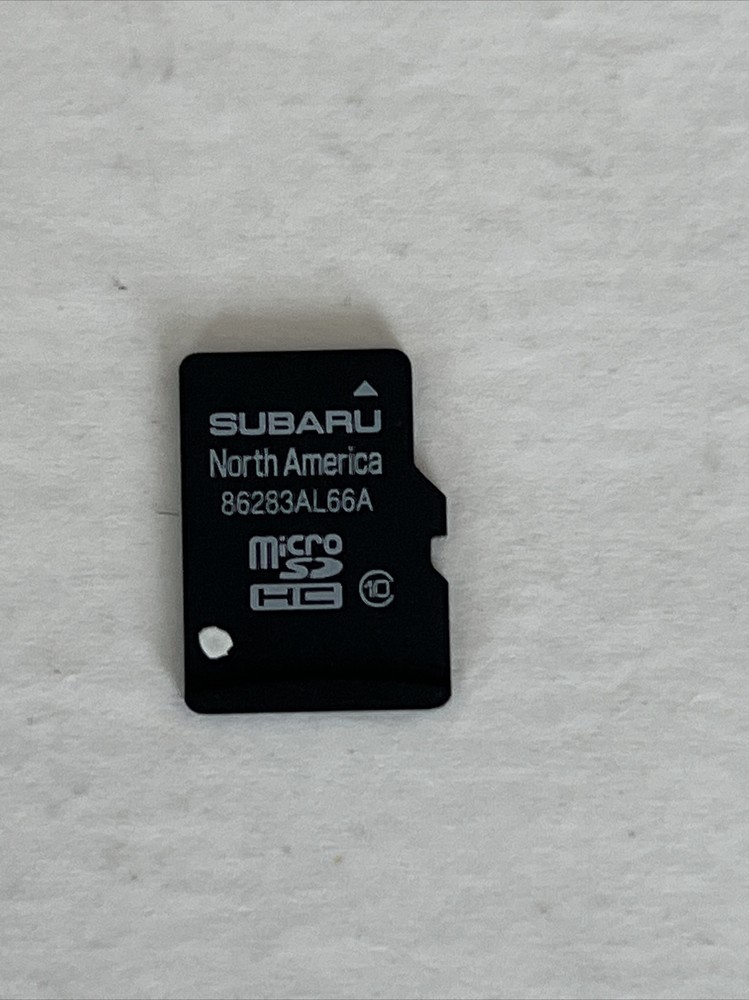 SUBARU
North America
86283AL66A
Micro
SD
HC 10